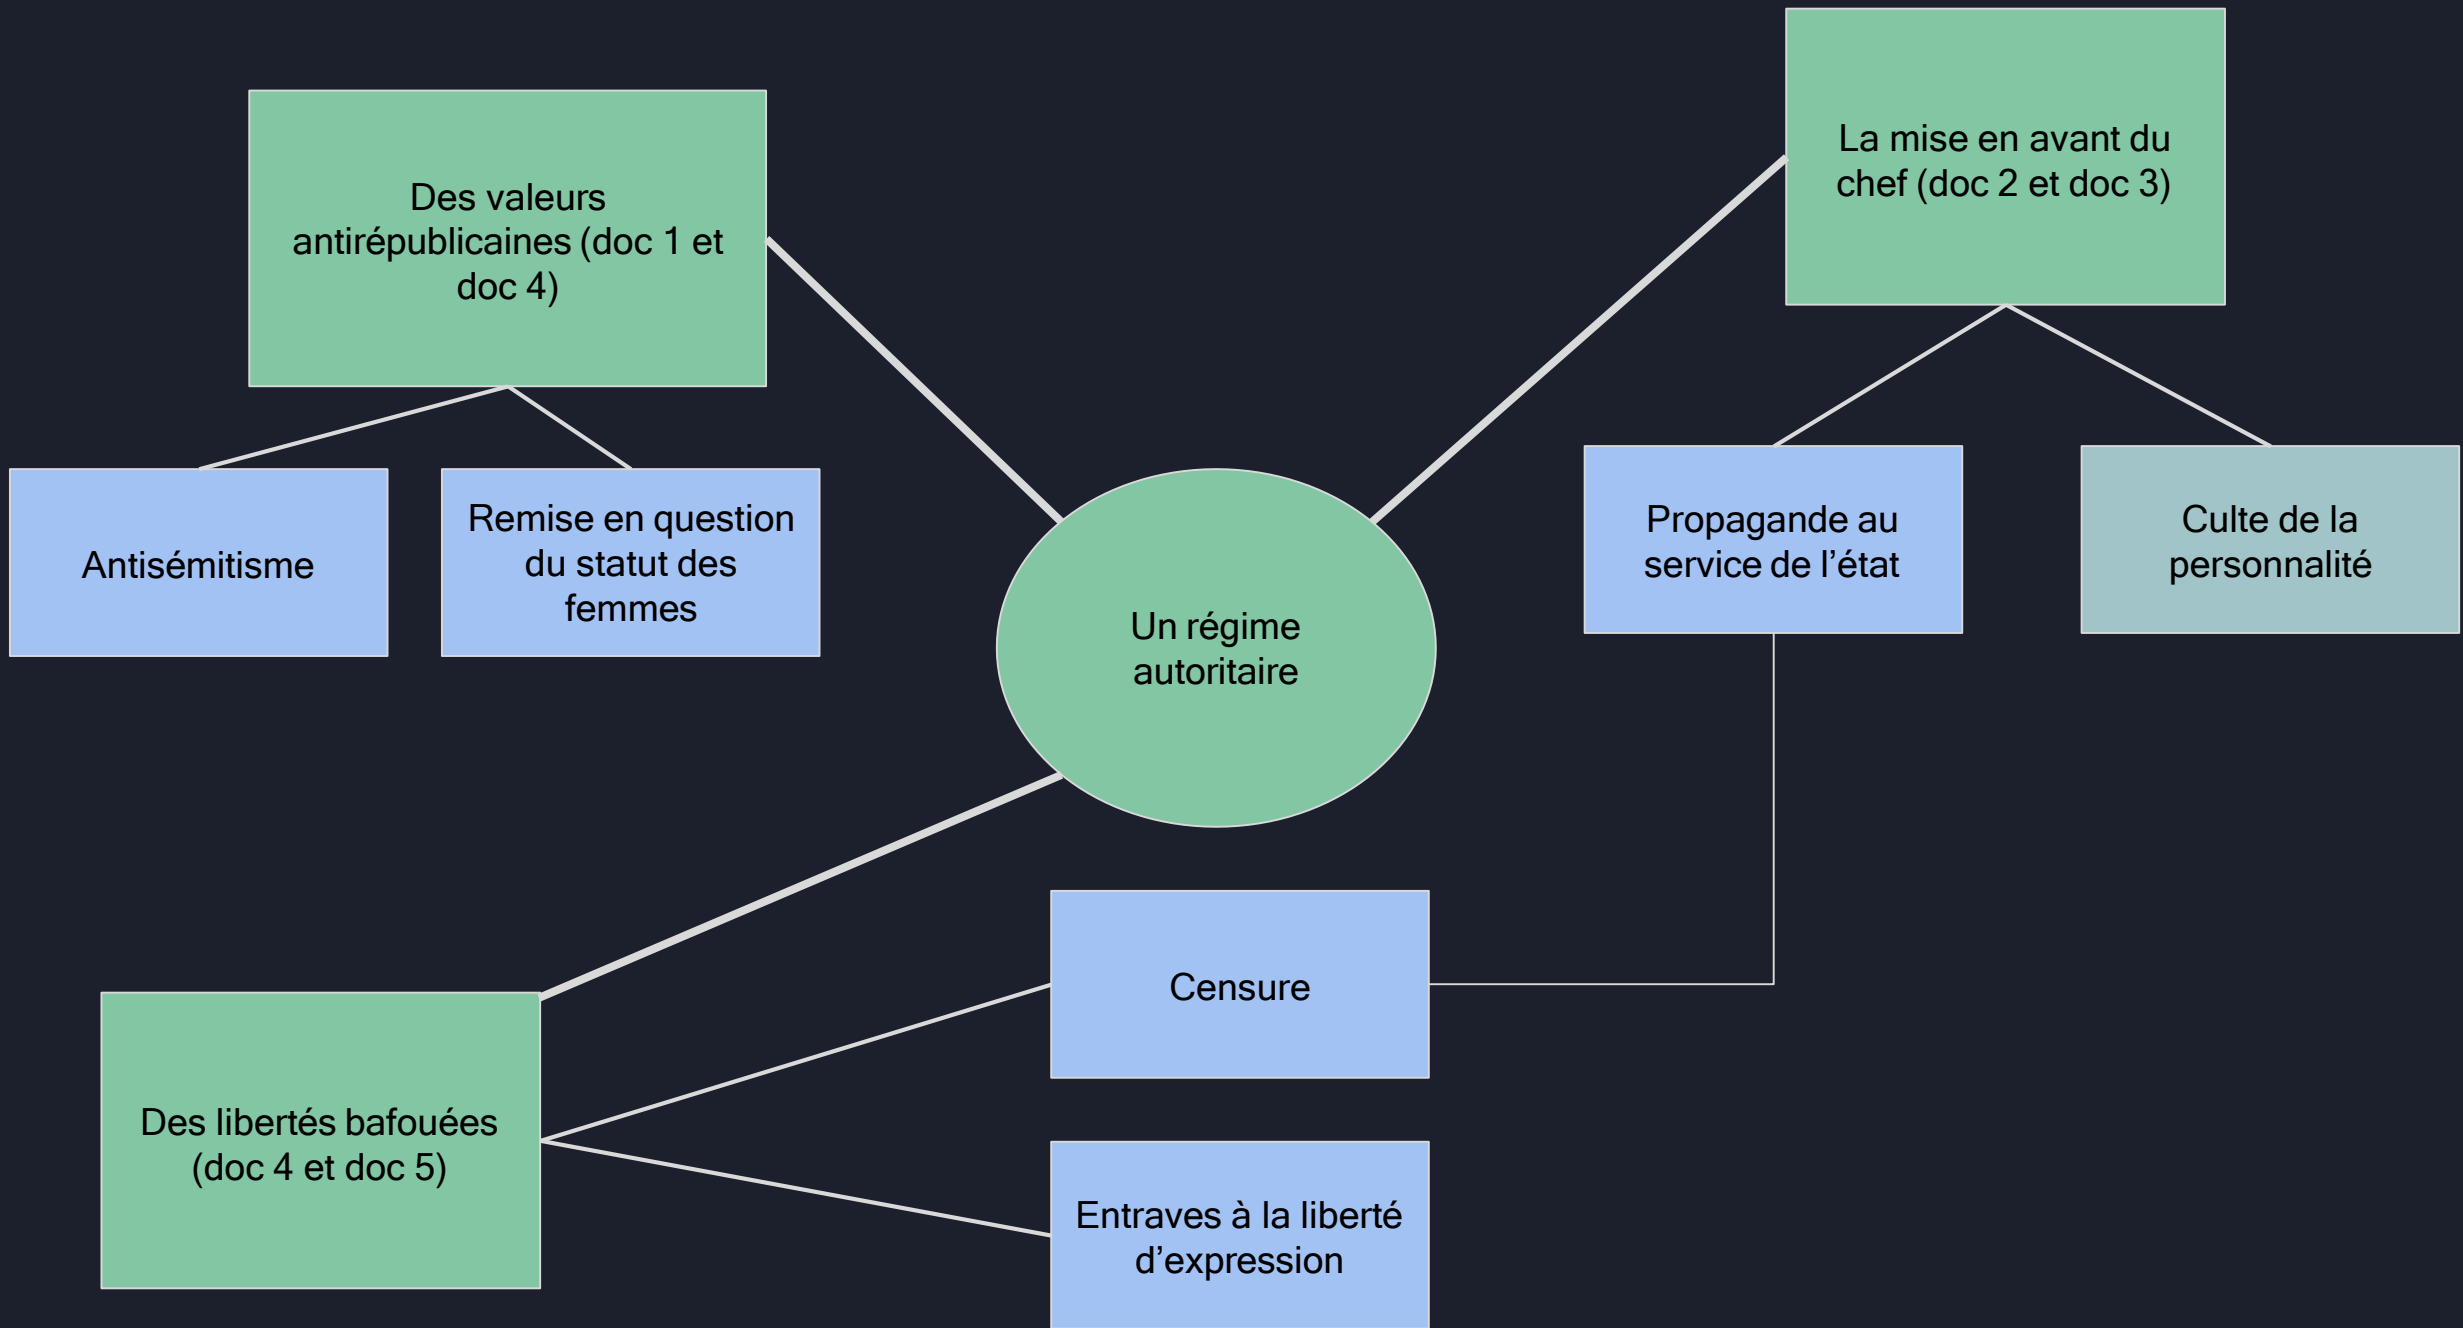 Des valeurs
antirépublicaines (doc 1 et
doc 4)
La mise en avant du
chef (doc 2 et doc 3)
Antisémitisme
Remise en question
du statut des
femmes
Propagande au
service de l’état
Culte de la
personnalité
Un régime
autoritaire
Censure
Des libertés bafouées
(doc 4 et doc 5)
Entraves à la liberté
d’expression